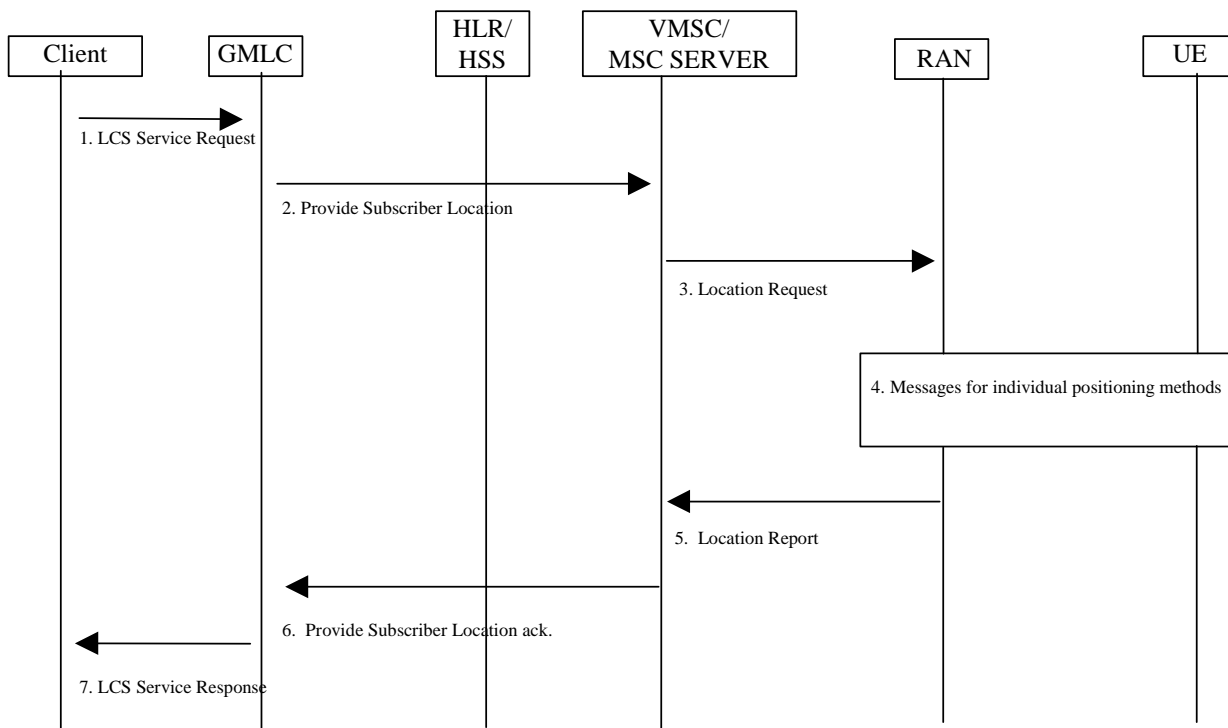 Client
GMLC
HLR/
HSS
VMSC/
MSC SERVER
RAN
UE
1. LCS Service Request
2. Provide Subscriber Location
3. Location Request
4. Messages for individual positioning methods
5. Location Report
6. Provide Subscriber Location ack.
7. LCS Service Response